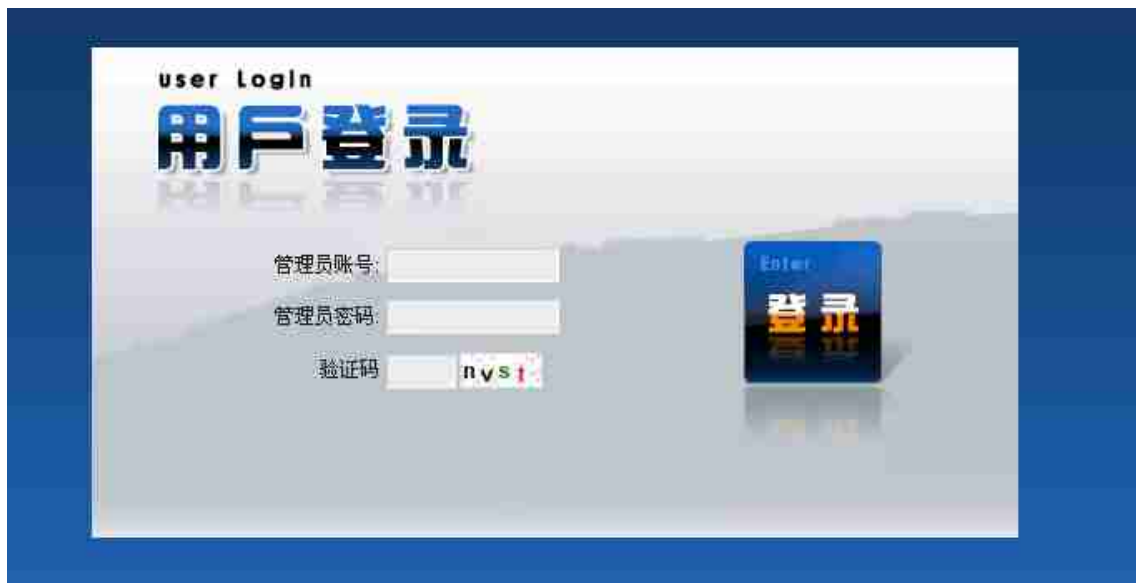 user Login
用戶登录
管理员账号:
管理员密码:
验证码 nvst
Enter
登录